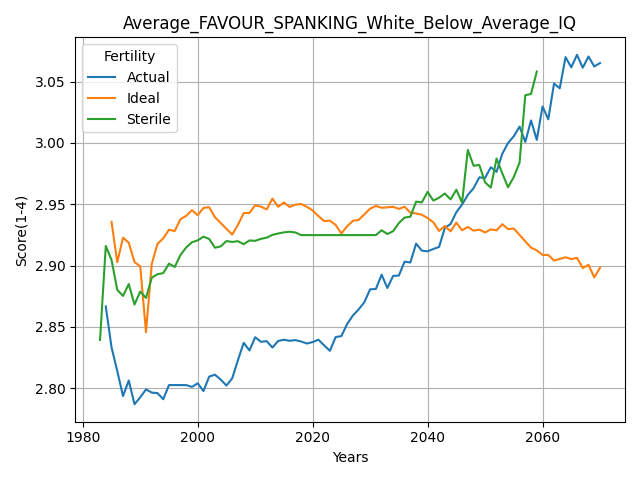 Average_FAVOUR_SPANKING_White_Below_Average_IQ
Fertility
Actual
Ideal
Sterile
Score(1-4)
3.05
3.00
2.95
2.90
2.85
2.80
1980
2000
2020
2040
2060
Years